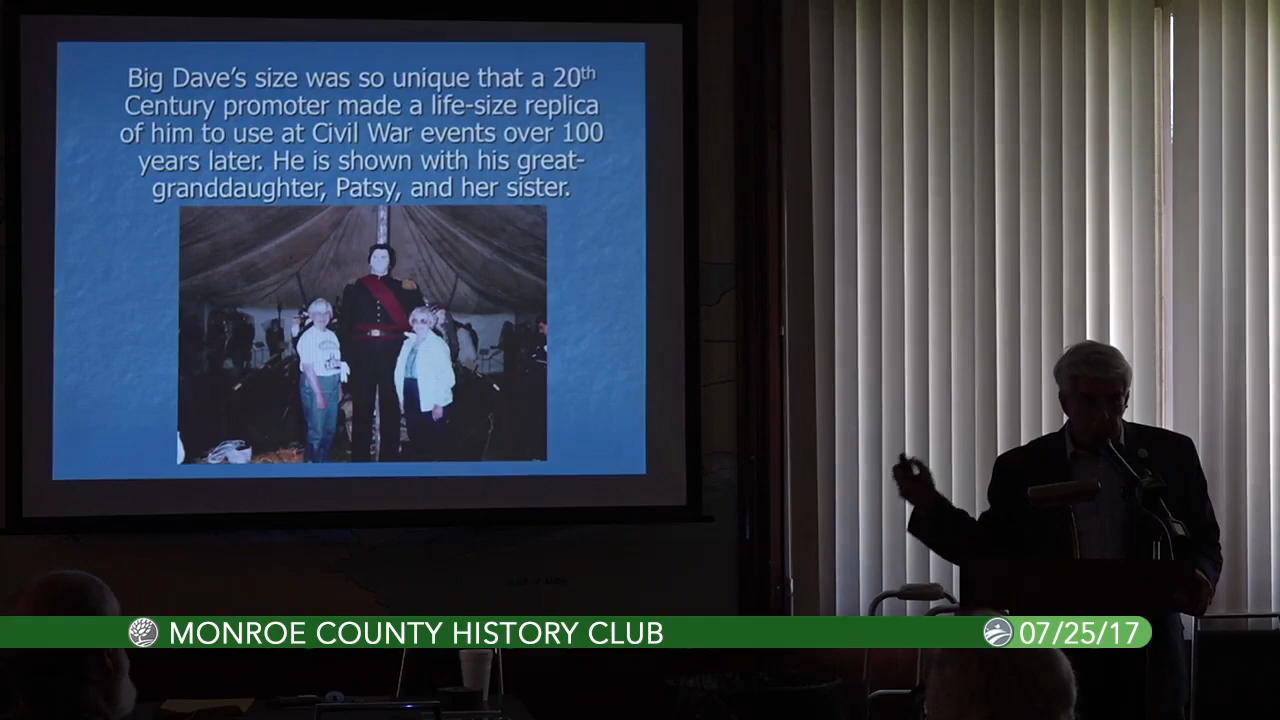 Big Dave's size was so unique that a 20th
Century promoter made a life-size replica
of him to use at Civil War events over 100
years later. He is shown with his great-
granddaughter, Patsy, and her sister.
MONROE COUNTY HISTORY CLUB
07/25/17